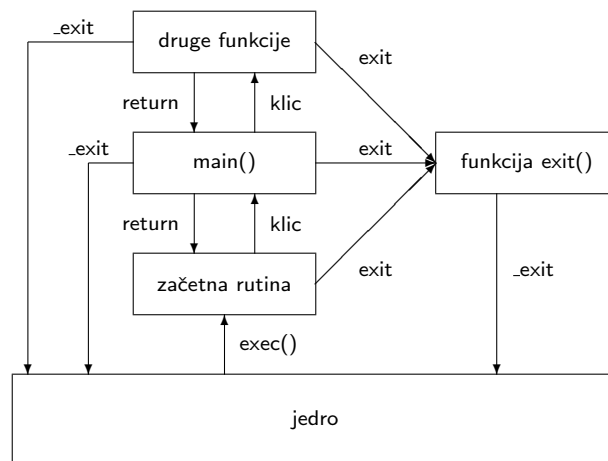 _exit
druge funkcije
exit
return
klic
_exit
main()
exit
funkcija exit()
return
klic
začetna rutina
exit
_exit
exec()
jedro